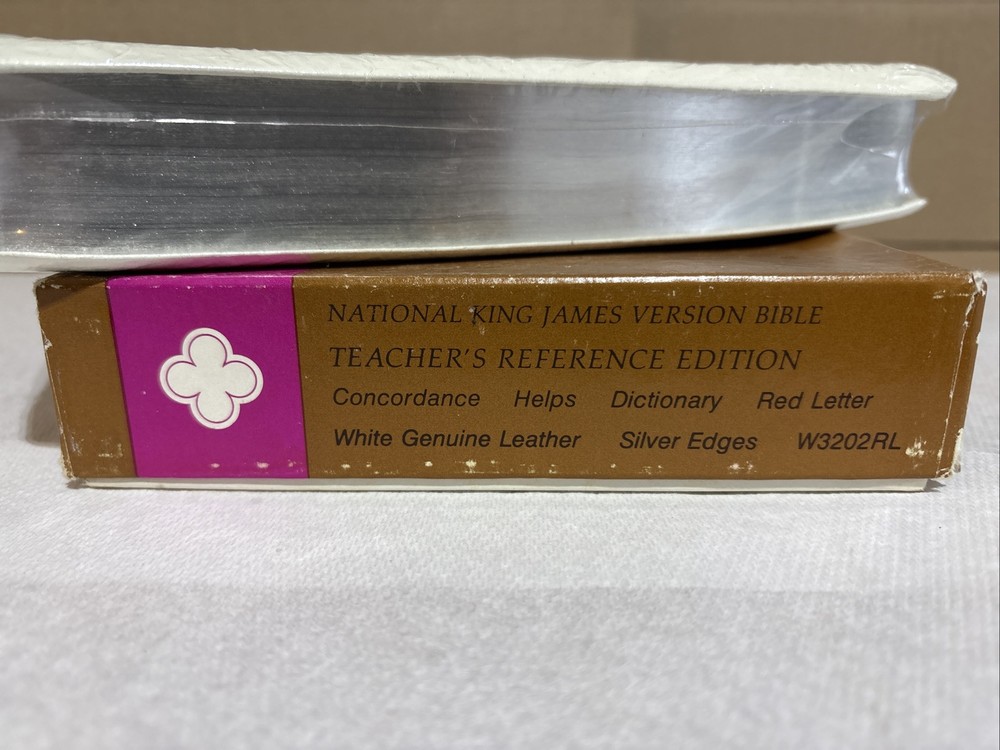 NATIONAL KING JAMES VERSION BIBLE
TEACHER'S REFERENCE EDITION
Concordance Helps Dictionary Red Letter
White Genuine Leather Silver Edges W3202RL